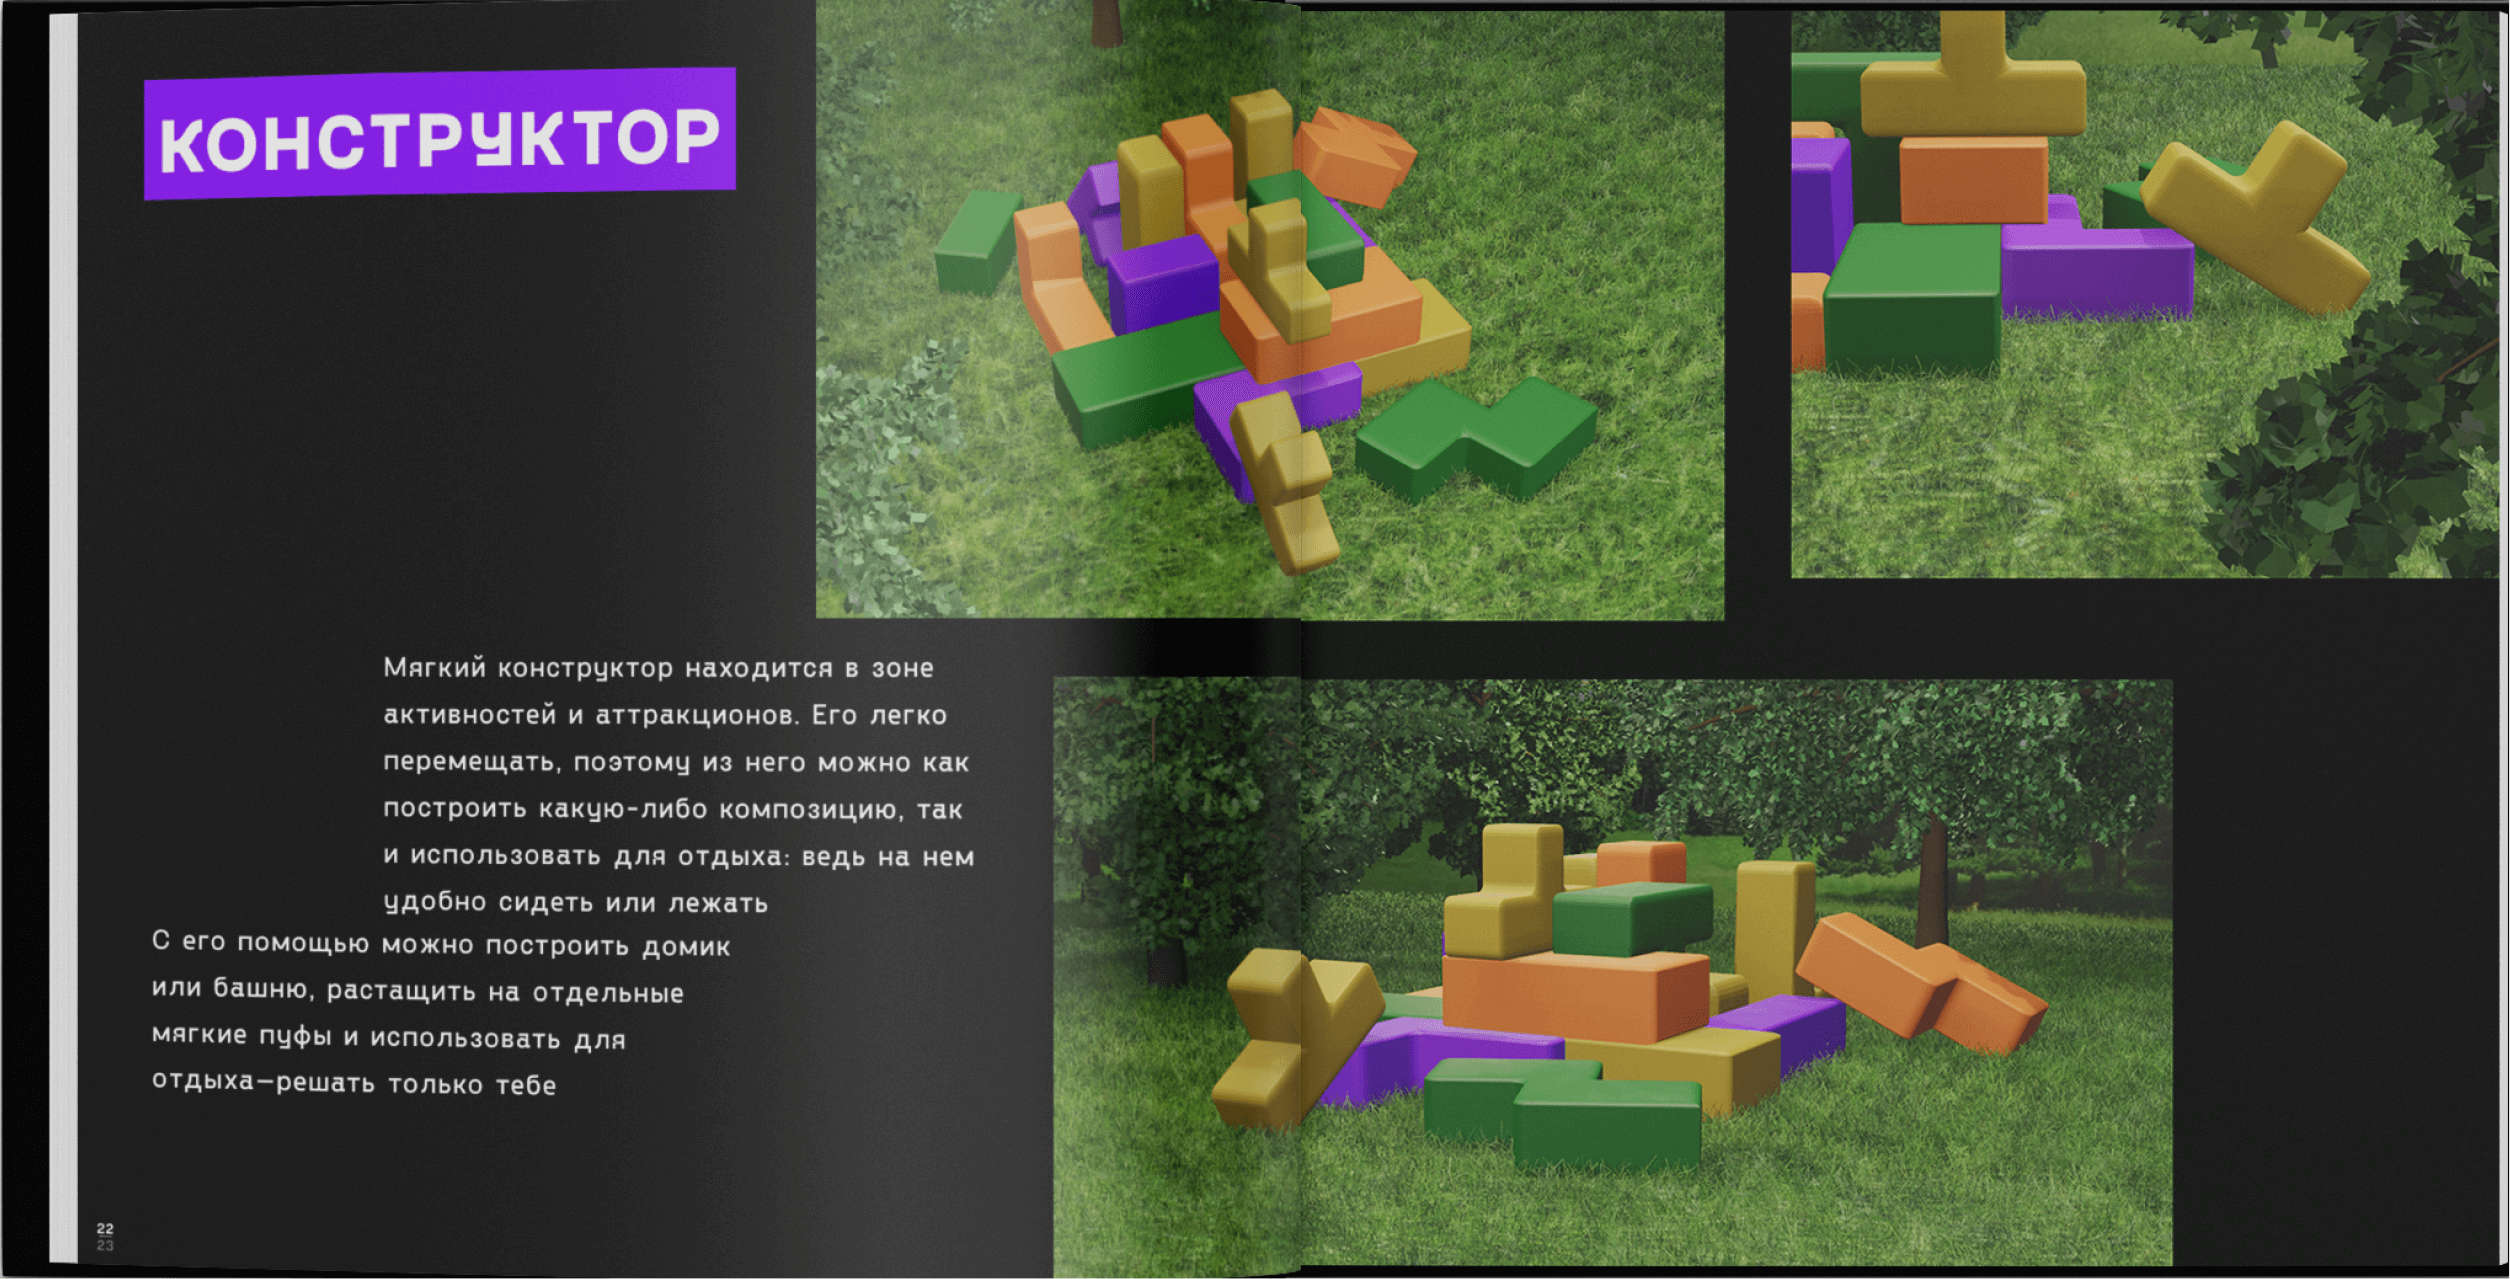 КОНСТРУКТОР
Мягкий конструктор находится в зоне
активностей и аттракционов. Его легко
перемещать, поэтому из него можно как
построить какую-либо композицию, так
и использовать для отдыха: ведь на нем
удобно сидеть или лежать
С его помощью можно построить домик
или башню, растащить на отдельные
мягкие пуфы и использовать для
отдыха—решать только тебе
22
23